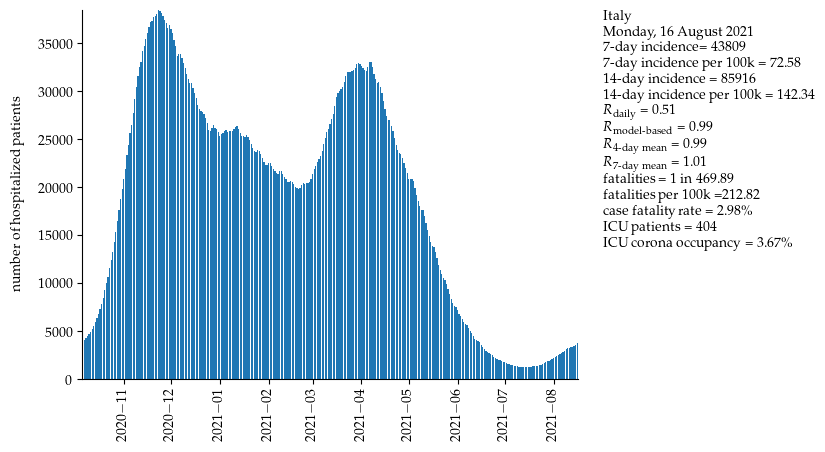 number of hospitalized patients
35000
30000
25000
20000
15000
10000
5000
0
2020−11
2020−12
2021−01
2021−02
2021−03
2021−04
2021−05
2021−06
2021−07
2021−08
Italy
Monday, 16 August 2021
7-day incidence= 43809
7-day incidence per 100k = 72.58
14-day incidence = 85916
14-day incidence per 100k = 142.34
Rdaily = 0.51
Rmodel-based = 0.99
R4-day mean = 0.99
R7-day mean = 1.01
fatalities = 1 in 469.89
fatalities per 100k =212.82
case fatality rate = 2.98%
ICU patients = 404
ICU corona occupancy = 3.67%